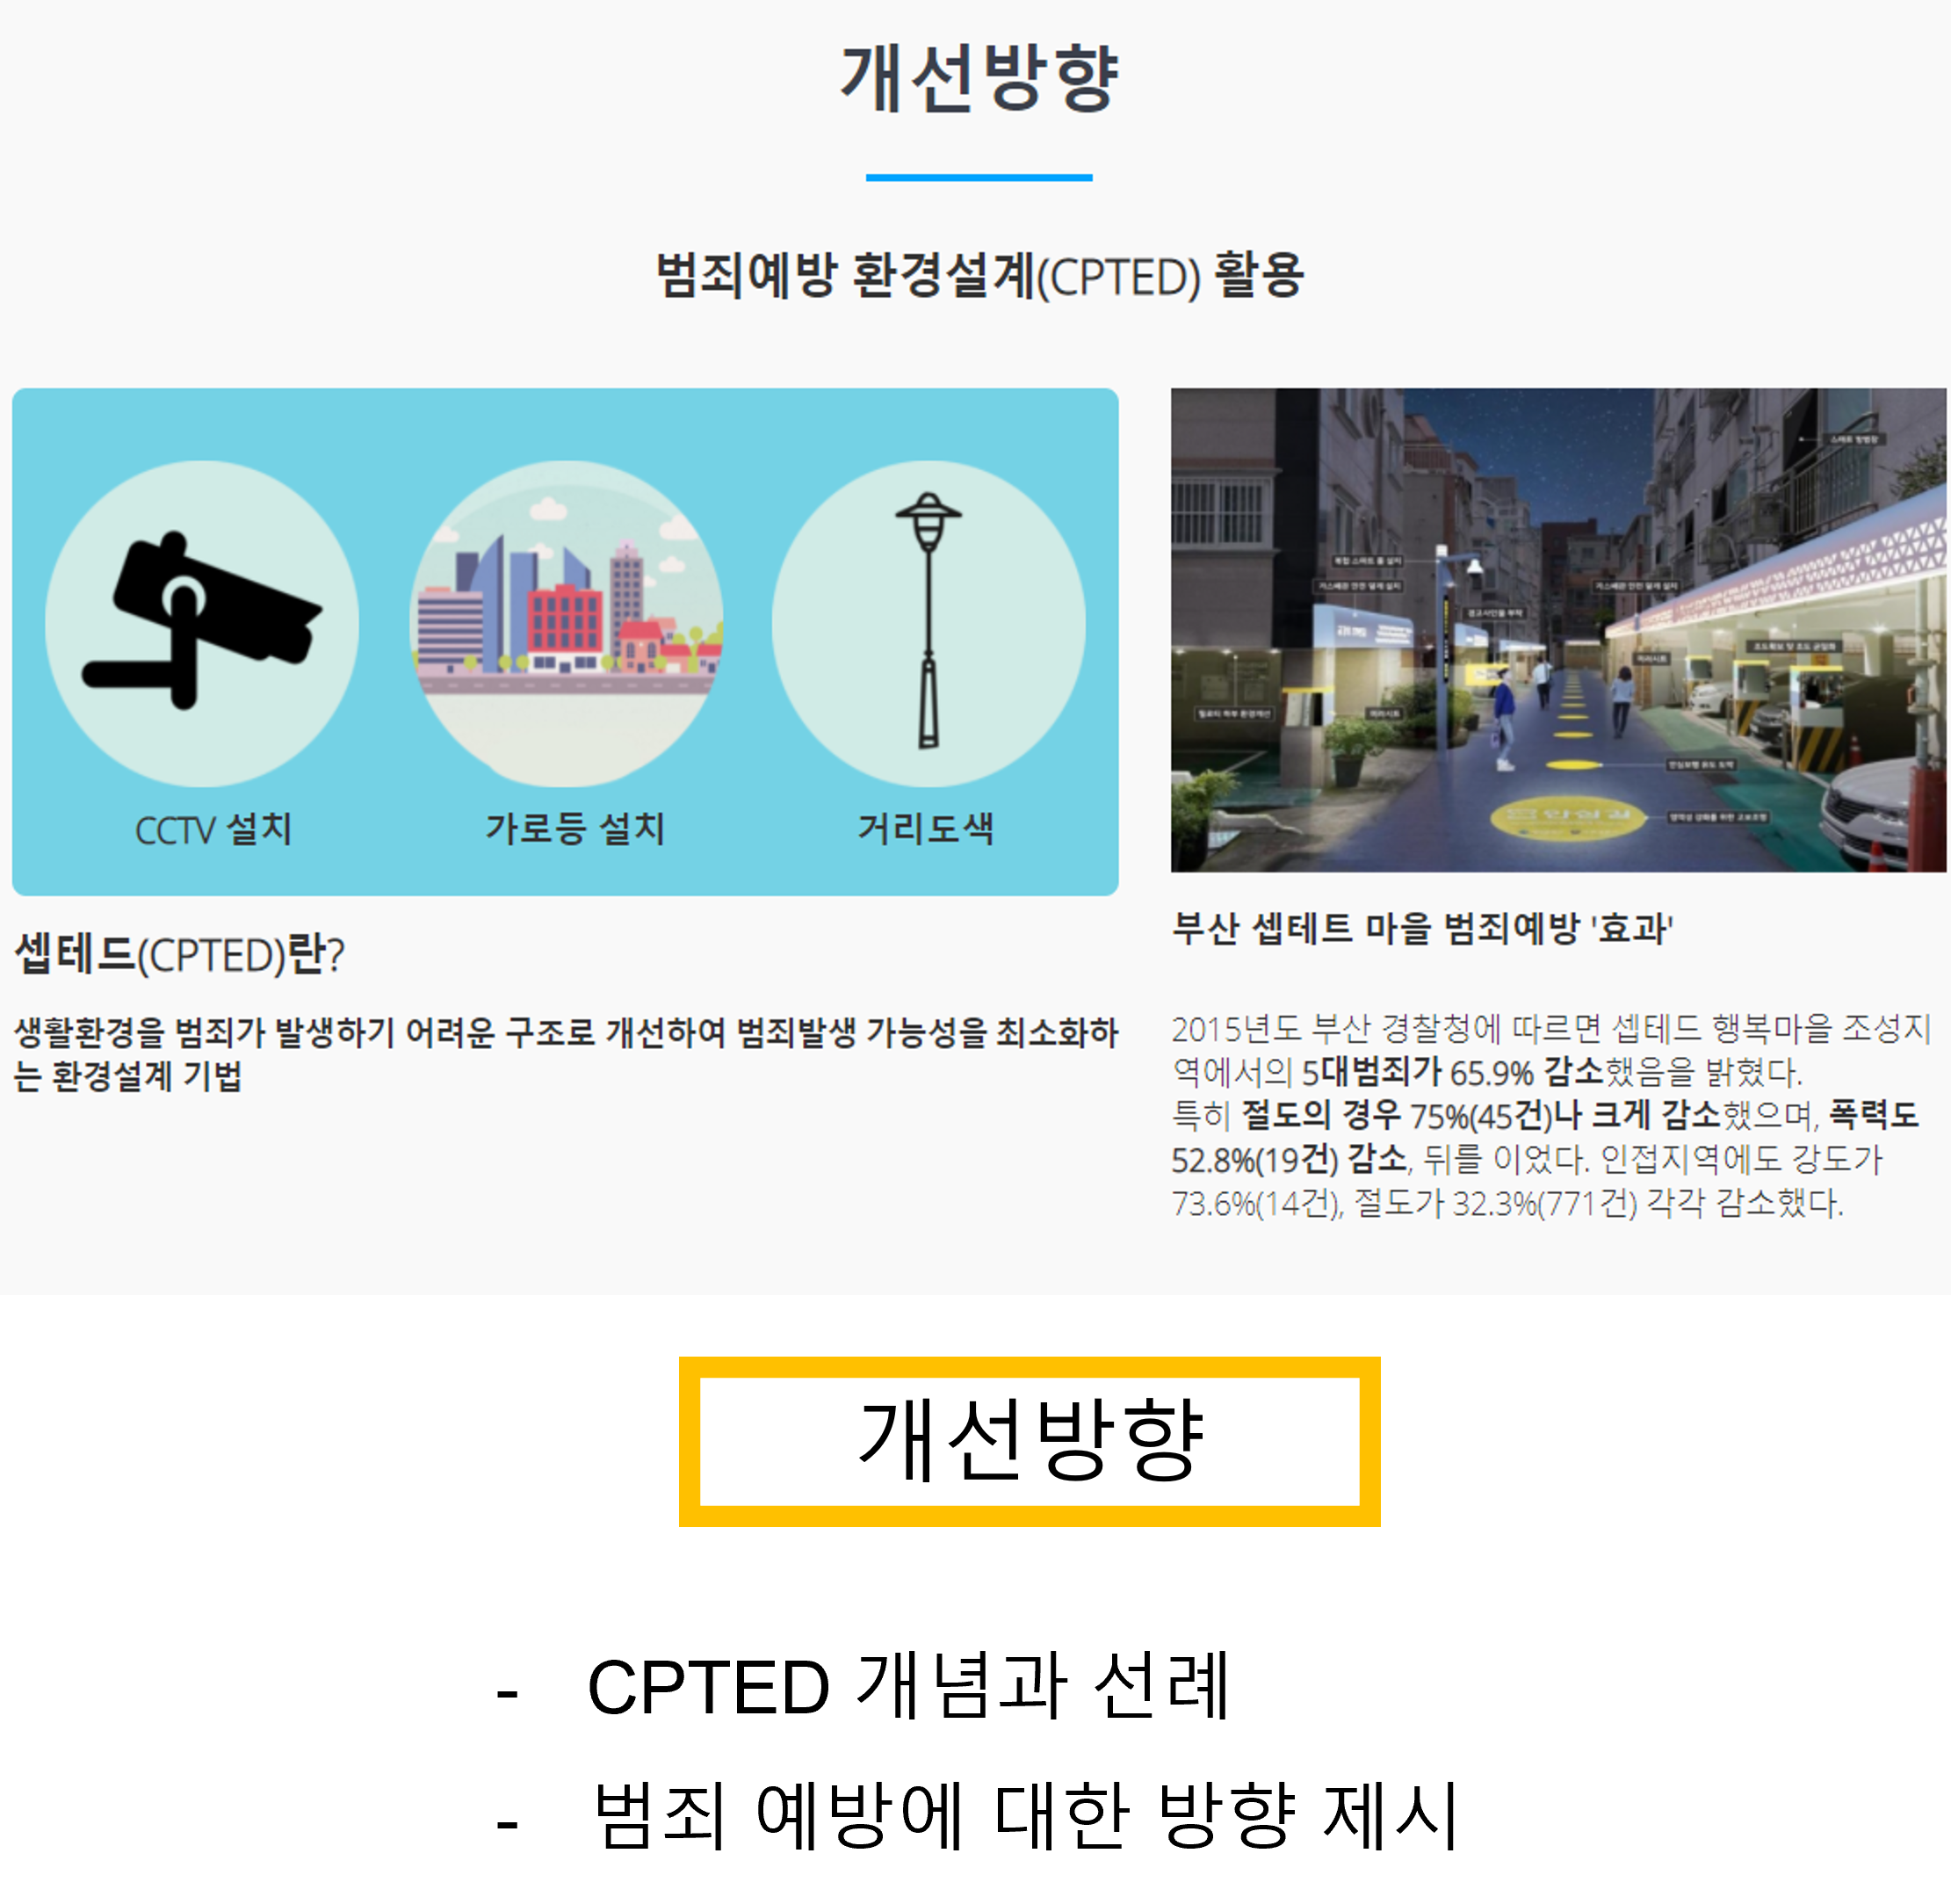 개선방향
범죄예방 환경설계(CPTED) 활용
CCTV 설치
가로등 설치
거리도색
셉테드(CPTED)란?
생활환경을 범죄가 발생하기 어려운 구조로 개선하여 범죄발생 가능성을 최소화하
는 환경설계 기법
미러시트
미러시트
부산 셉테트 마을 범죄예방 '효과'
2015년도 부산 경찰청에 따르면 셉테드 행복마을 조성지
역에서의 5대범죄가 65.9% 감소했음을 밝혔다.
특히 절도의 경우 75%(45건)나 크게 감소했으며, 폭력도
52.8%(19건) 감소, 뒤를 이었다. 인접지역에도 강도가
73.6%(14건), 절도가 32.3%(771건) 각각 감소했다.
개선방향
- CPTED 개념과 선례
- 범죄 예방에 대한 방향 제시